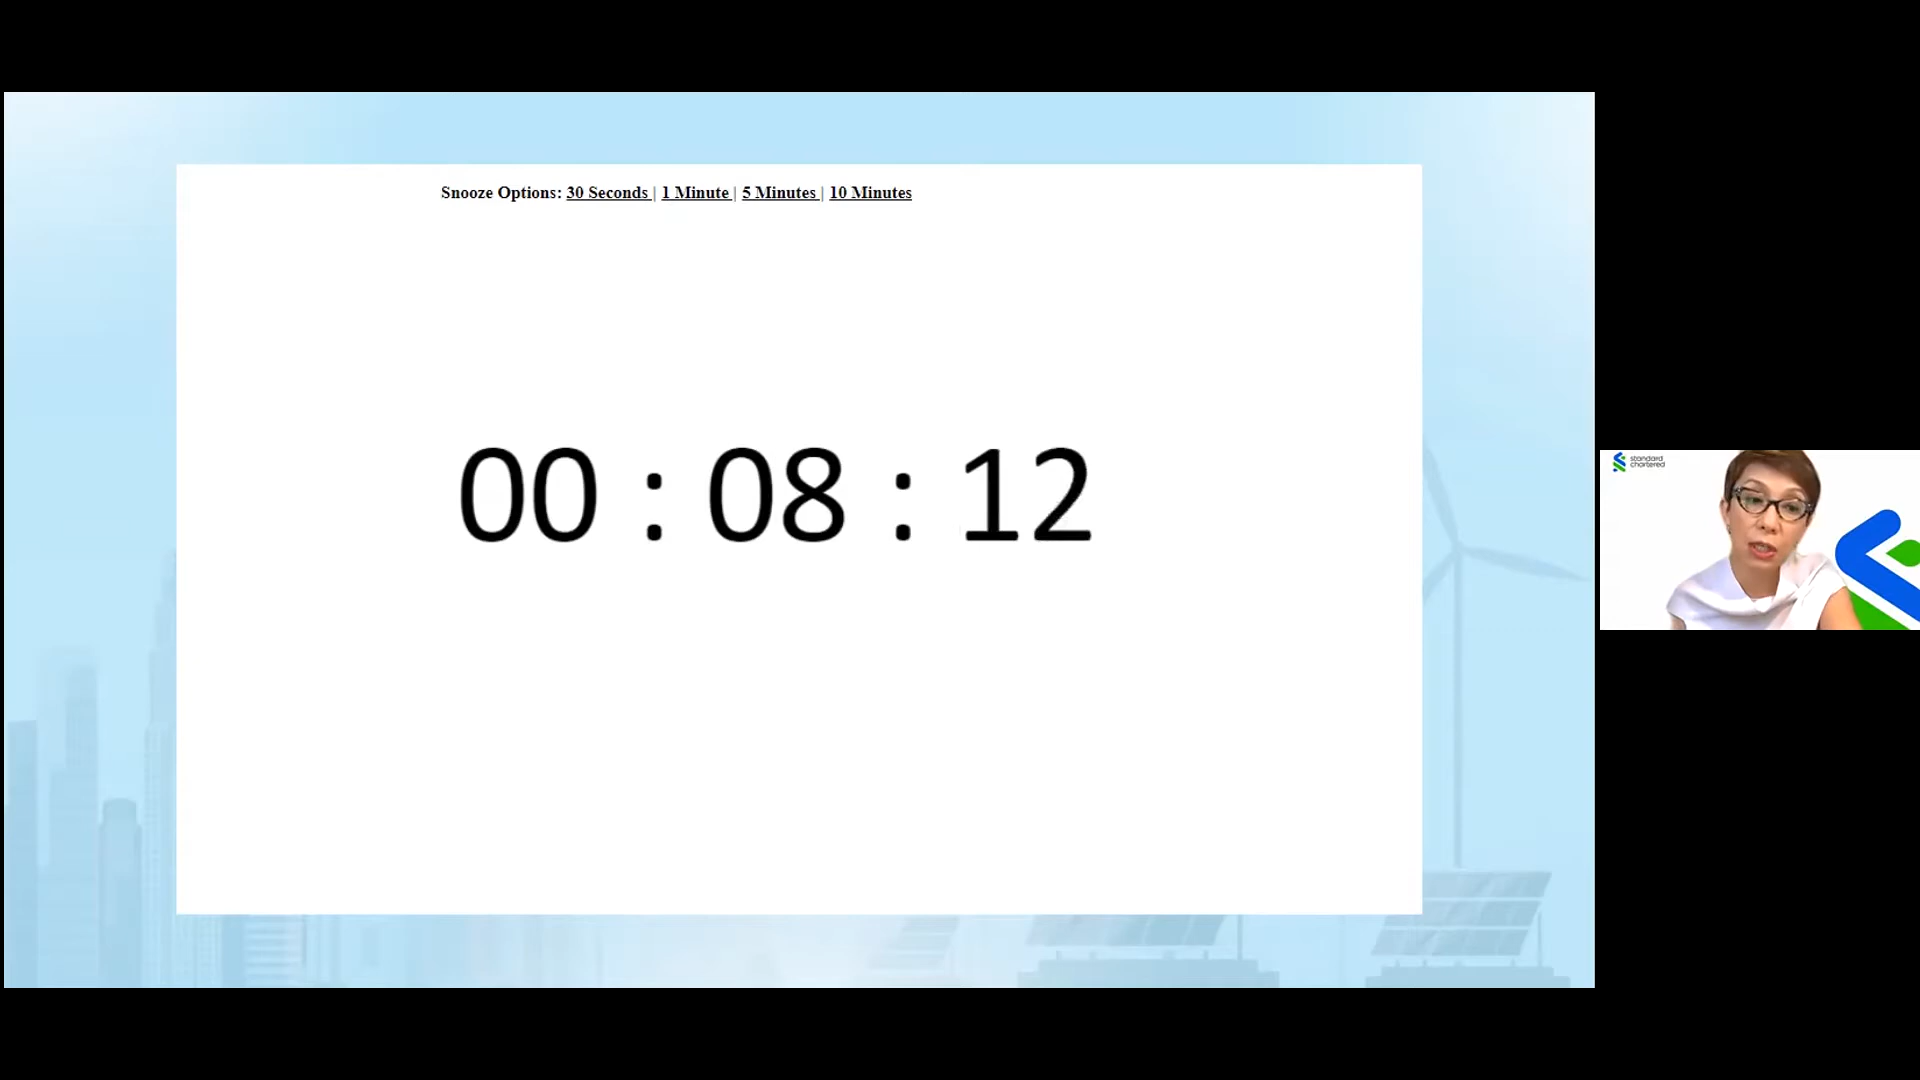 Snooze Options: 30 Seconds | 1 Minute | 5 Minutes | 10 Minutes
00 : 08 : 12
standard
chartered